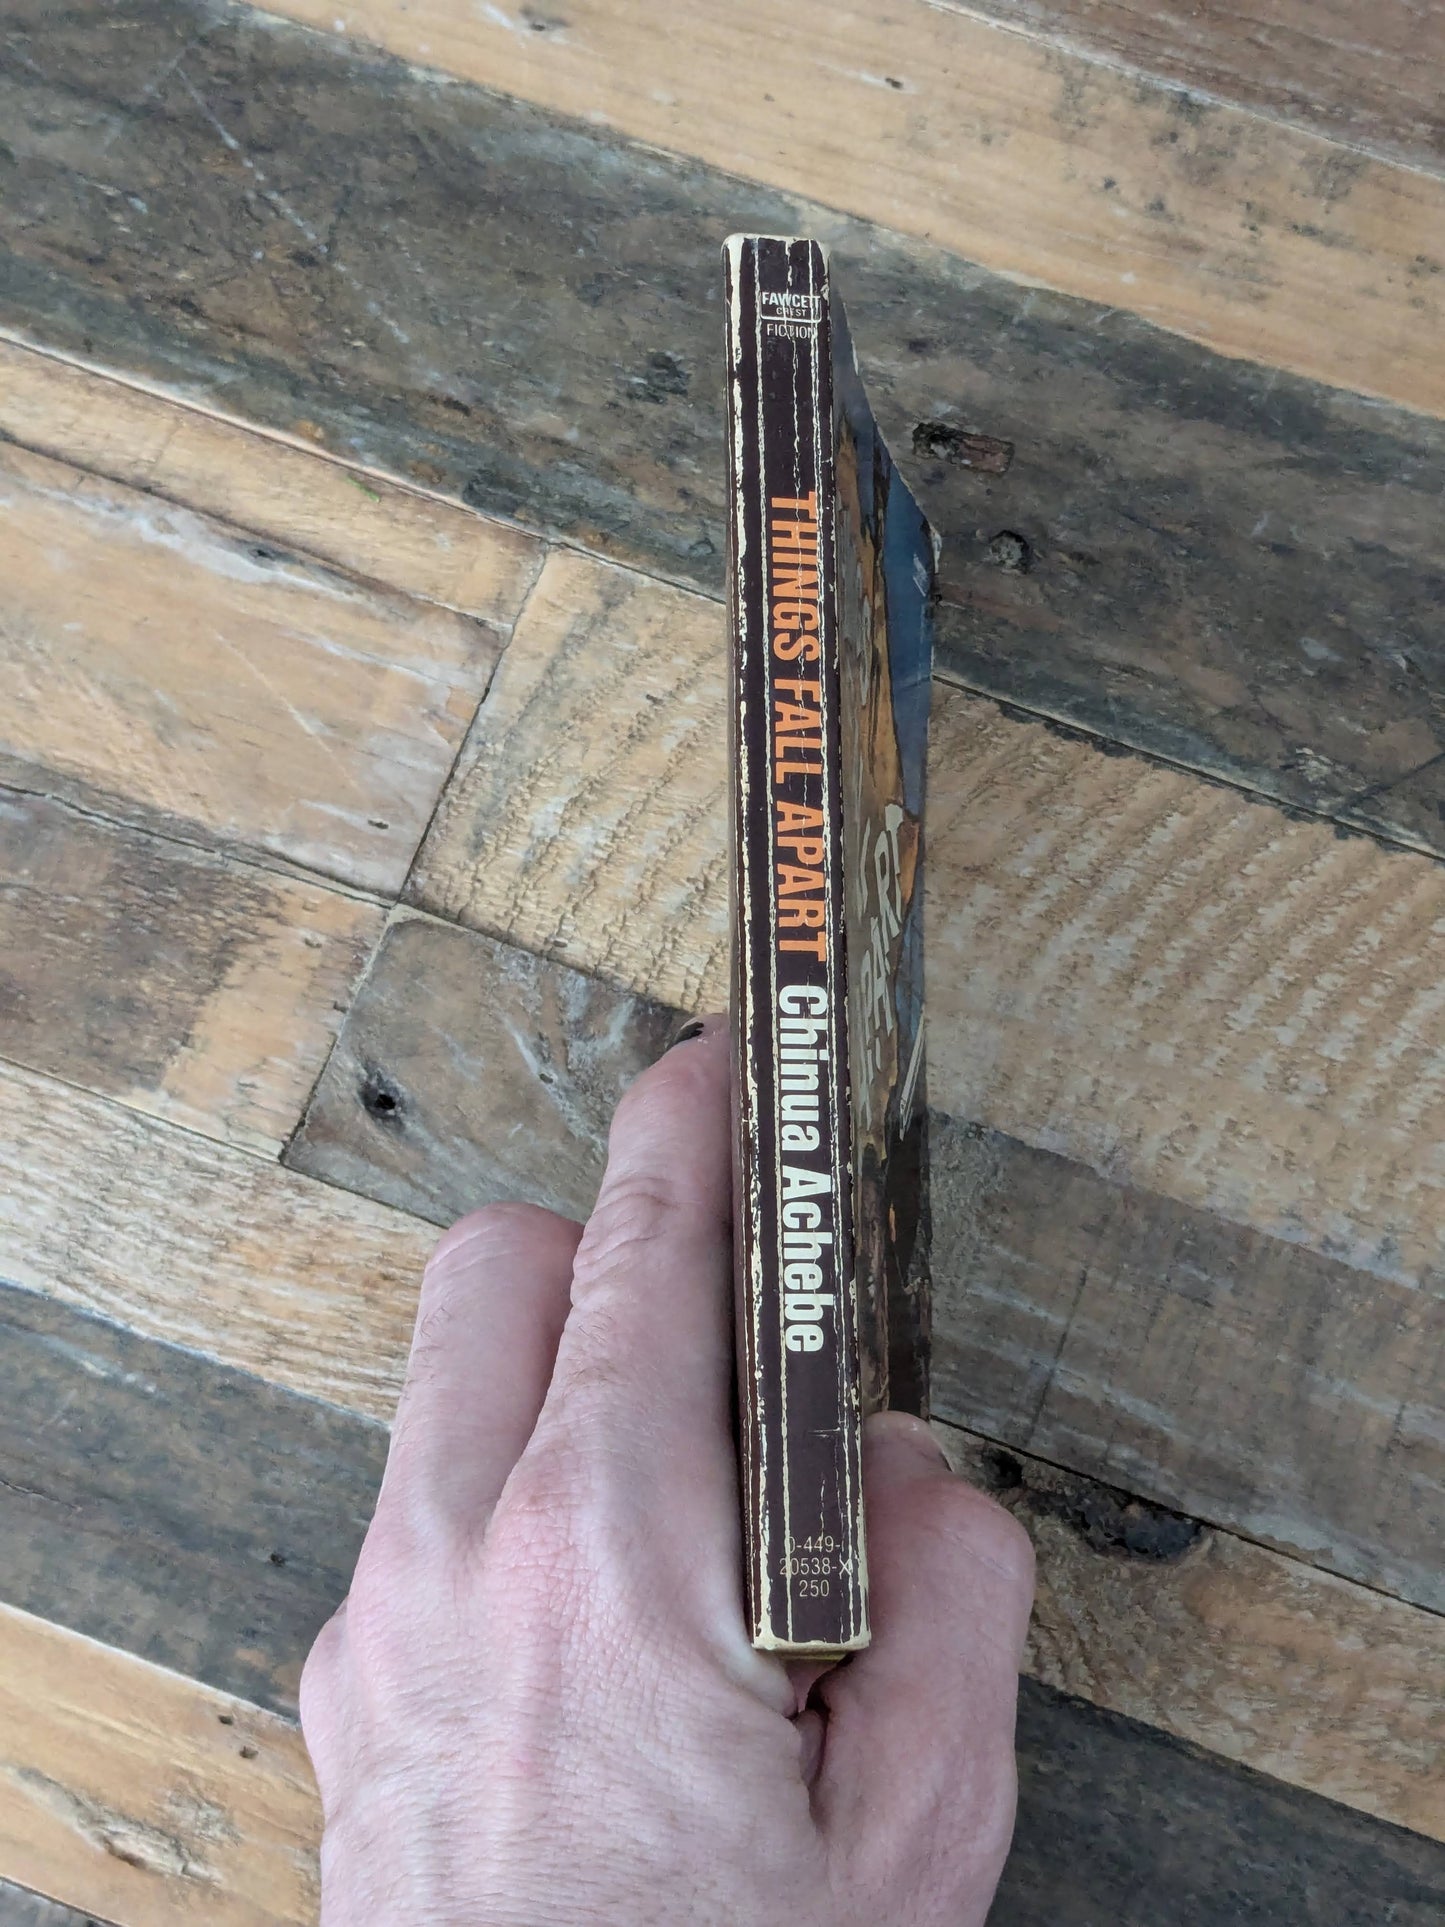 FAWCETT
CREST
FICTION
THINGS FALL APART Chinua Achebe
0-449-
20538-X
250